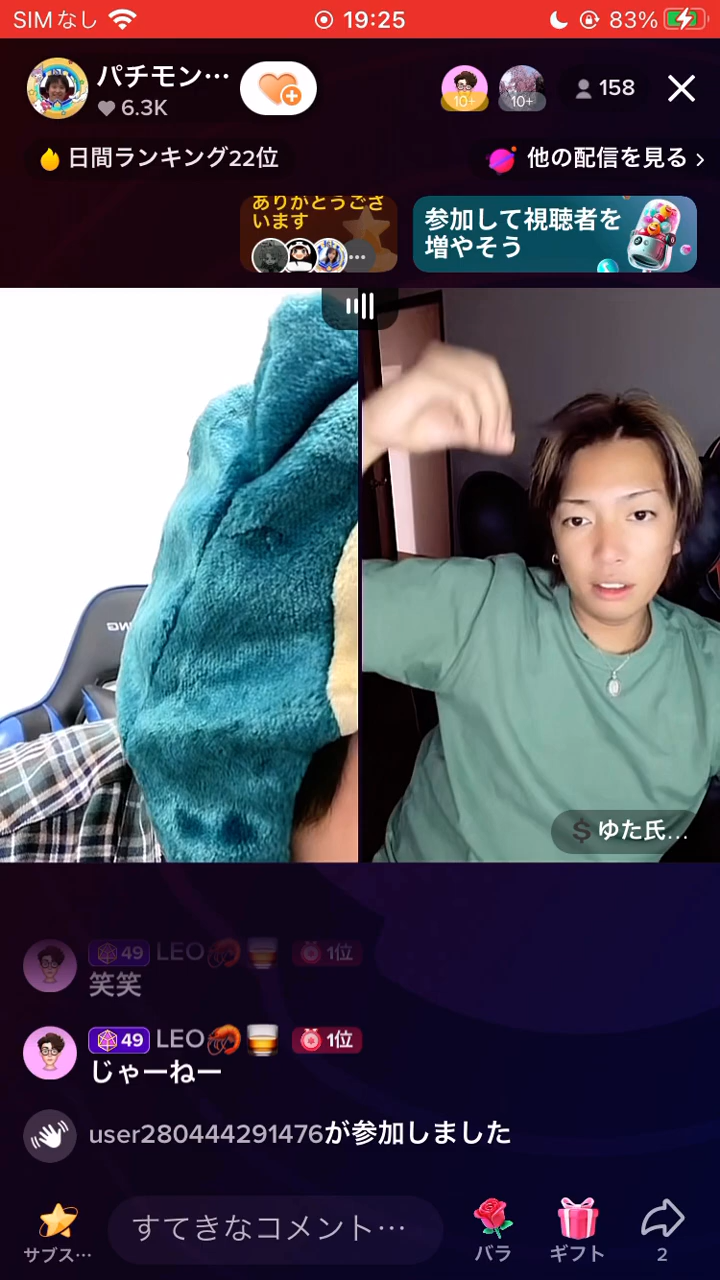 SIMなし
19:25
83%
パチモン…
6.3K
10+
10+
158
日間ランキング22位
他の配信を見る
ありがとうござ
います
参加して視聴者を
増やそう
ゆた氏…
49 LEO 1位
笑笑
49 LEO 1位
じゃーねー
user280444291476が参加しました
サブス…
すてきなコメント…
バラ
ギフト
2